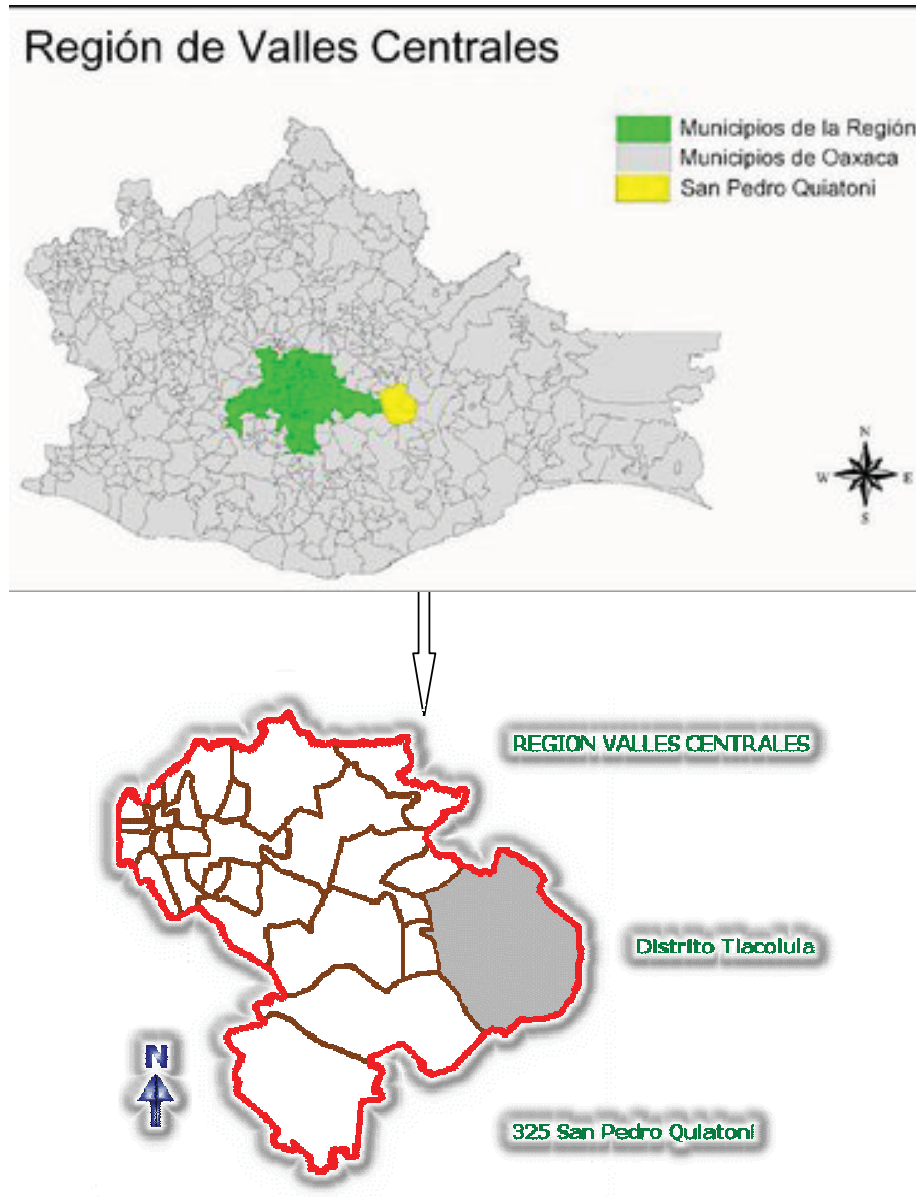 Región de Valles Centrales
Municipios de la Región
Municipios de Oaxaca
San Pedro Quiatoni
N
W E
S
REGION VALLES CENTRALES
Distrito Tlacolula
N
325 San Pedro Quiatoni